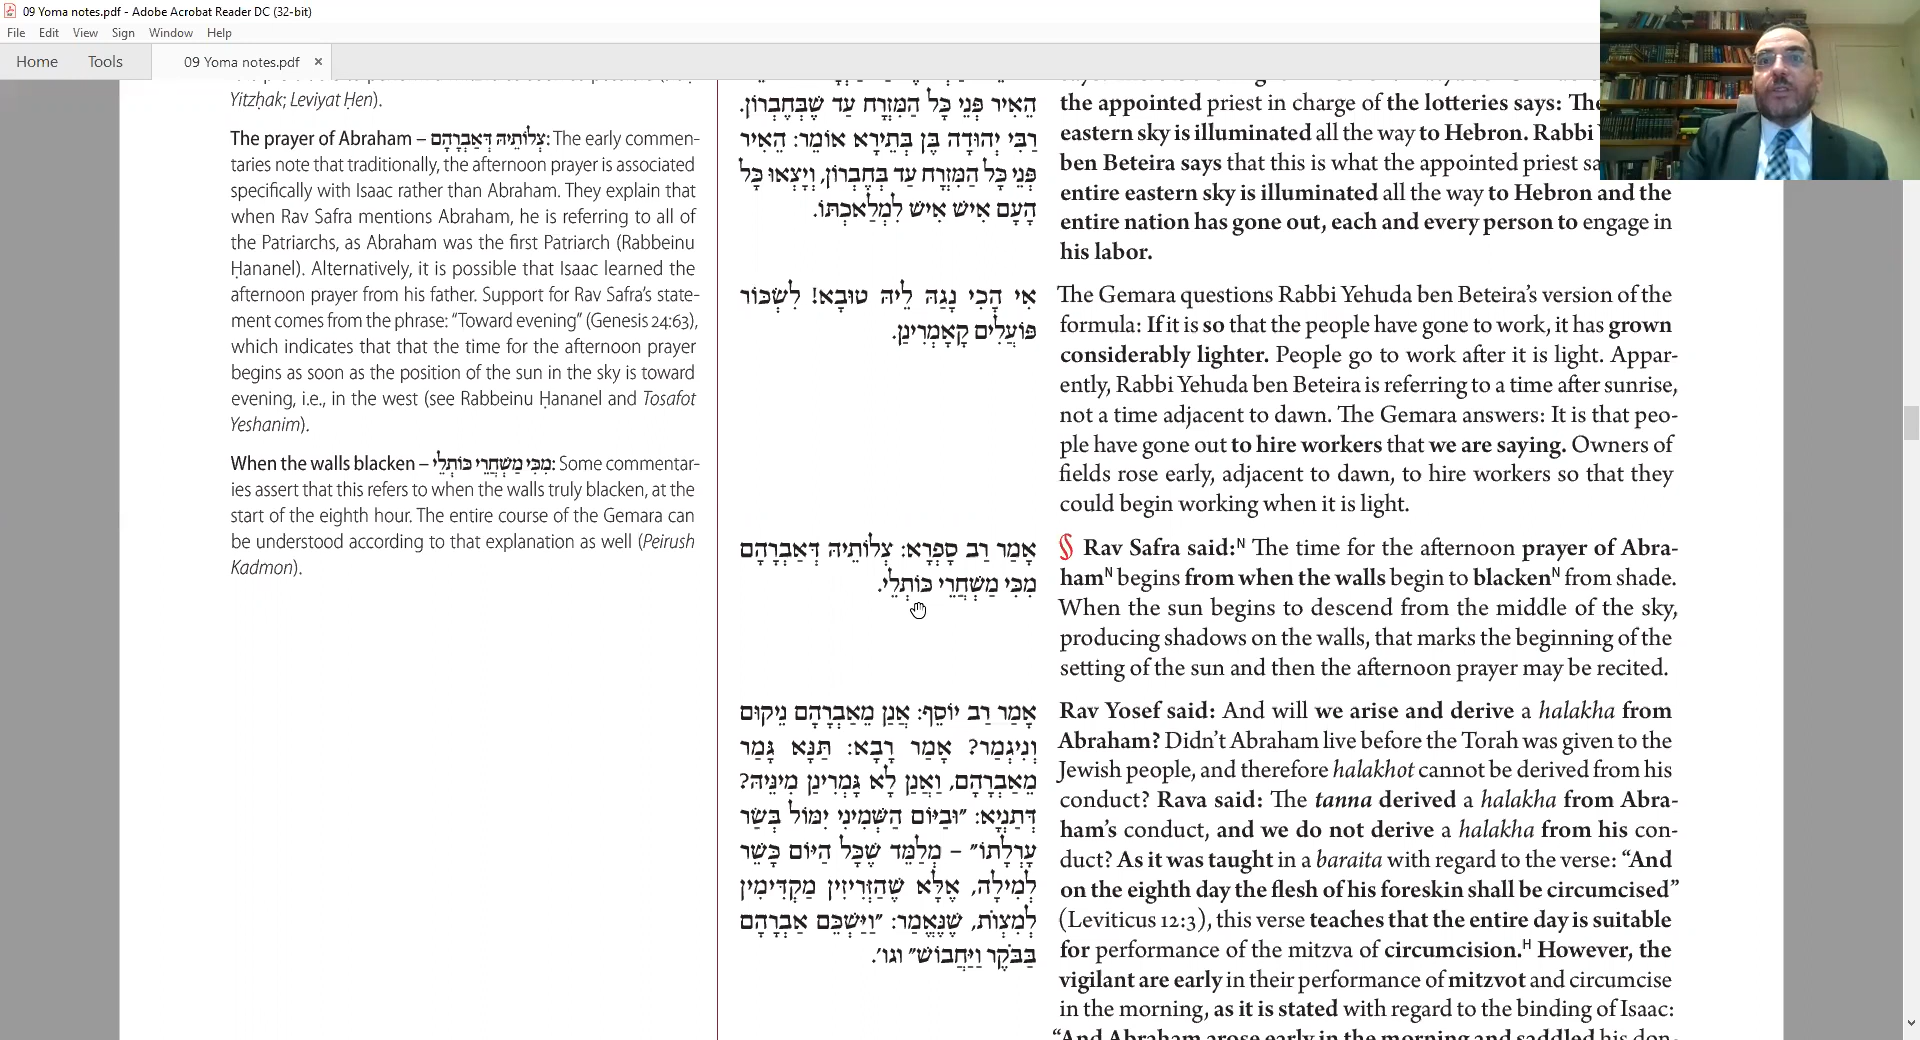 09 Yoma notes.pdf - Adobe Acrobat Reader DC (32-bit)
File Edit View Sign Window Help
Home Tools 09 Yoma notes.pdf ×
Yitzḥak; Leviyat Ḥen).
The prayer of Abraham – צְלוֹתֵיהּ דְּאַבְרָהָם: The early commen-
taries note that traditionally, the afternoon prayer is associated
specifically with Isaac rather than Abraham. They explain that
when Rav Safra mentions Abraham, he is referring to all of
the Patriarchs, as Abraham was the first Patriarch (Rabbeinu
Ḥananel). Alternatively, it is possible that Isaac learned the
afternoon prayer from his father. Support for Rav Safra's state-
ment comes from the phrase: “Toward evening” (Genesis 24:63),
which indicates that that the time for the afternoon prayer
begins as soon as the position of the sun in the sky is toward
evening, i.e., in the west (see Rabbeinu Ḥananel and Tosafot
Yeshanim).
When the walls blacken – מִכִּי מַשְׁחֲרֵי כּוֹתְלֵי: Some commentar-
ies assert that this refers to when the walls truly blacken, at the
start of the eighth hour. The entire course of the Gemara can
be understood according to that explanation as well (Peirush
Kadmon).
הֵאִיר פְּנֵי כׇּל הַמִּזְרָח עַד שֶׁבְּחֶבְרוֹן.
רַבִּי יְהוּדָה בֶּן בְּתֵירָא אוֹמֵר: הֵאִיר
פְּנֵי כׇּל הַמִּזְרָח עַד בְּחֶבְרוֹן, וְיָצְאוּ כׇּל
הָעָם אִישׁ אִישׁ לִמְלַאכְתּוֹ.
אִי הָכִי נָגַהּ לֵיהּ טוּבָא! לִשְׂכּוֹר
פּוֹעֲלִים קָאָמְרִינַן.
אָמַר רַב סָפְרָא: צְלוֹתֵיהּ דְּאַבְרָהָם
מִכִּי מַשְׁחֲרֵי כּוֹתְלֵי.
אָמַר רַב יוֹסֵף: אֲנַן מֵאַבְרָהָם נֵיקוּם
וְנִיגְמַר? אָמַר רָבָא: תַּנָּא גָּמַר
מֵאַבְרָהָם, וַאֲנַן לָא גָּמְרִינַן מִינֵּיהּ?
דְּתַנְיָא: ״וּבַיּוֹם הַשְּׁמִינִי יִמּוֹל בְּשַׂר
עׇרְלָתוֹ״ – מְלַמֵּד שֶׁכׇּל הַיּוֹם כָּשֵׁר
לְמִילָה, אֶלָּא שֶׁהַזְּרִיזִין מַקְדִּימִין
לְמִצְוֹת, שֶׁנֶּאֱמַר: ״וַיַּשְׁכֵּם אַבְרָהָם
בַּבֹּקֶר וַיַּחֲבוֹשׁ״ וגו׳.
the appointed priest in charge of the lotteries says: The
eastern sky is illuminated all the way to Hebron. Rabbi
ben Beteira says that this is what the appointed priest
entire eastern sky is illuminated all the way to Hebron and the
entire nation has gone out, each and every person to engage in
his labor.
The Gemara questions Rabbi Yehuda ben Beteira's version of the
formula: If it is so that the people have gone to work, it has grown
considerably lighter. People go to work after it is light. Appar-
ently, Rabbi Yehuda ben Beteira is referring to a time after sunrise,
not a time adjacent to dawn. The Gemara answers: It is that peo-
ple have gone out to hire workers that we are saying. Owners of
fields rose early, adjacent to dawn, to hire workers so that they
could begin working when it is light.
§ Rav Safra said:ᴺ The time for the afternoon prayer of Abra-
hamᴺ begins from when the walls begin to blackenᴺ from shade.
When the sun begins to descend from the middle of the sky,
producing shadows on the walls, that marks the beginning of the
setting of the sun and then the afternoon prayer may be recited.
Rav Yosef said: And will we arise and derive a halakha from
Abraham? Didn't Abraham live before the Torah was given to the
Jewish people, and therefore halakhot cannot be derived from his
conduct? Rava said: The tanna derived a halakha from Abra-
ham's conduct, and we do not derive a halakha from his con-
duct? As it was taught in a baraita with regard to the verse: “And
on the eighth day the flesh of his foreskin shall be circumcised”
(Leviticus 12:3), this verse teaches that the entire day is suitable
for performance of the mitzva of circumcision.ᴴ However, the
vigilant are early in their performance of mitzvot and circumcise
in the morning, as it is stated with regard to the binding of Isaac:
“And Abraham arose early in the morning and saddled his don-